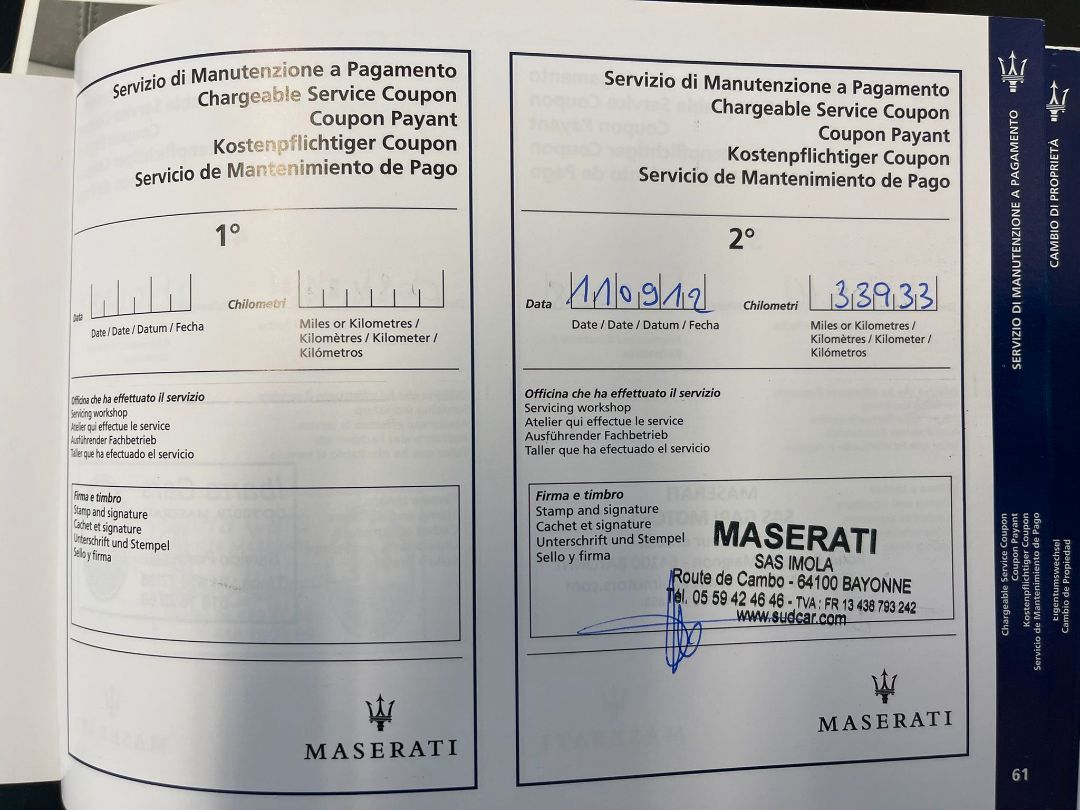 Servizio di Manutenzione a Pagamento
Chargeable Service Coupon
Coupon Payant
Kostenpflichtiger Coupon
Servicio de Mantenimiento de Pago
1°
Data
Date / Date / Datum / Fecha
Chilometri
Miles or Kilometres /
Kilomètres / Kilometer /
Kilómetros
Officina che ha effettuato il servizio
Servicing workshop
Atelier qui effectue le service
Ausführender Fachbetrieb
Taller que ha efectuado el servicio
Firma e timbro
Stamp and signature
Cachet et signature
Unterschrift und Stempel
Sello y firma
MASERATI
Servizio di Manutenzione a Pagamento
Chargeable Service Coupon
Coupon Payant
Kostenpflichtiger Coupon
Servicio de Mantenimiento de Pago
2°
Data 110912
Date / Date / Datum / Fecha
Chilometri 33933
Miles or Kilometres /
Kilomètres / Kilometer /
Kilómetros
Officina che ha effettuato il servizio
Servicing workshop
Atelier qui effectue le service
Ausführender Fachbetrieb
Taller que ha efectuado el servicio
Firma e timbro
Stamp and signature
Cachet et signature
Unterschrift und Stempel
Sello y firma
MASERATI
SAS IMOLA
Route de Cambo - 64100 BAYONNE
Tél. 05 59 42 46 46 - TVA : FR 13 438 793 242
www.sudcar.com
MASERATI
SERVIZIO DI MANUTENZIONE A PAGAMENTO
Chargeable Service Coupon
Coupon Payant
Kostenpflichtiger Coupon
Servicio de Mantenimiento de Pago
61
CAMBIO DI PROPRIETÀ
Eigentumswechsel
Cambio de Propiedad